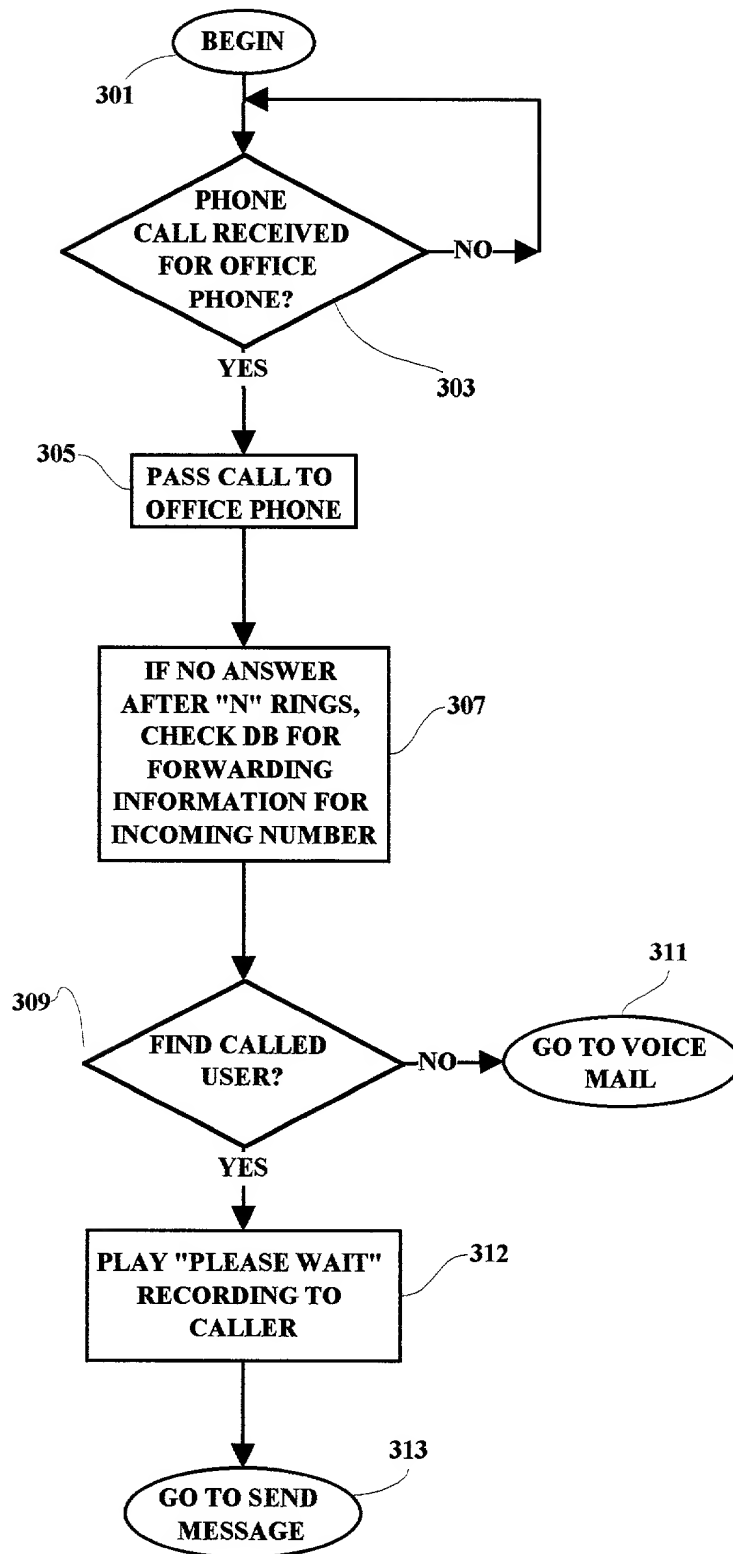 BEGIN
301
PHONE
CALL RECEIVED
FOR OFFICE
PHONE?
NO
303
YES
305
PASS CALL TO
OFFICE PHONE
IF NO ANSWER
AFTER "N" RINGS,
CHECK DB FOR
FORWARDING
INFORMATION FOR
INCOMING NUMBER
307
309
FIND CALLED
USER?
NO
311
GO TO VOICE
MAIL
YES
PLAY "PLEASE WAIT"
RECORDING TO
CALLER
312
313
GO TO SEND
MESSAGE